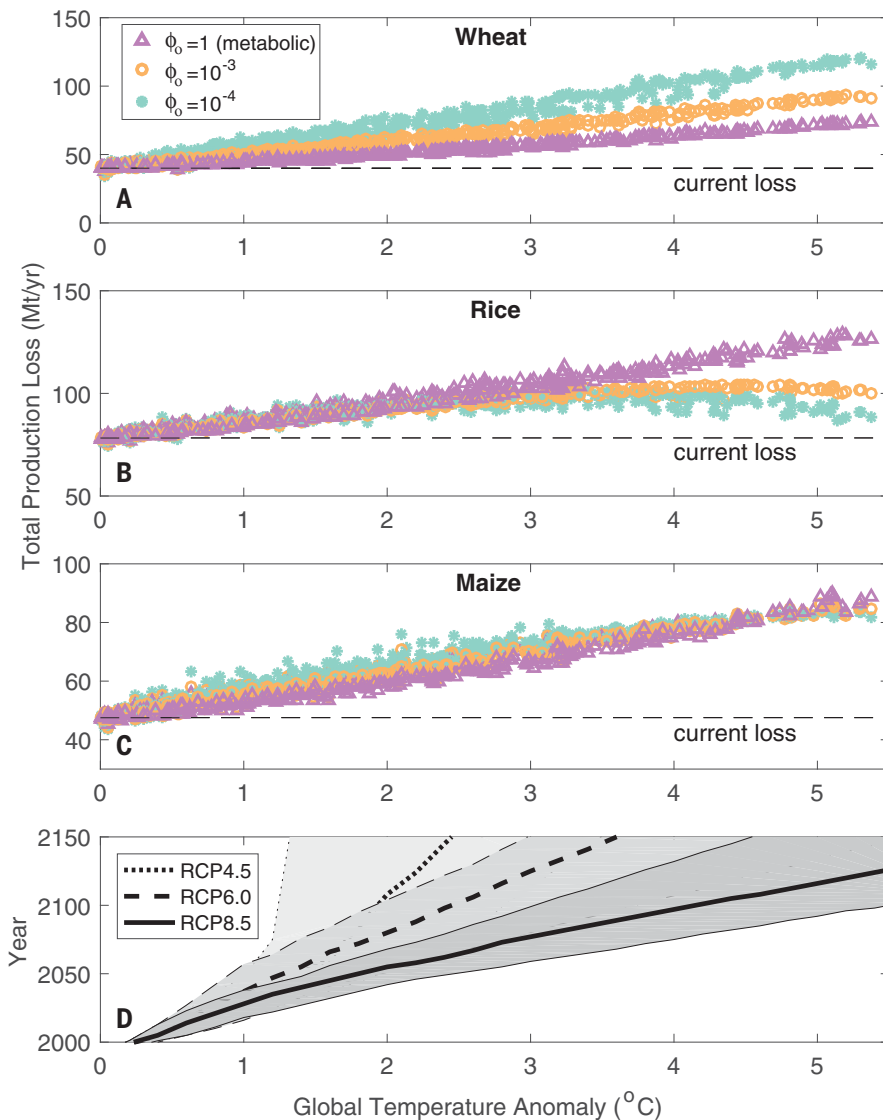 Total Production Loss (Mt/yr)
150
100
50
0
Wheat
ϕo=1 (metabolic)
ϕo=10-3
ϕo=10-4
current loss
A
0 1 2 3 4 5
150
100
50
Rice
current loss
B
0 1 2 3 4 5
100
80
60
40
Maize
current loss
C
0 1 2 3 4 5
Year
2150
2100
2050
2000
RCP4.5
RCP6.0
RCP8.5
D
0 1 2 3 4 5
Global Temperature Anomaly (oC)